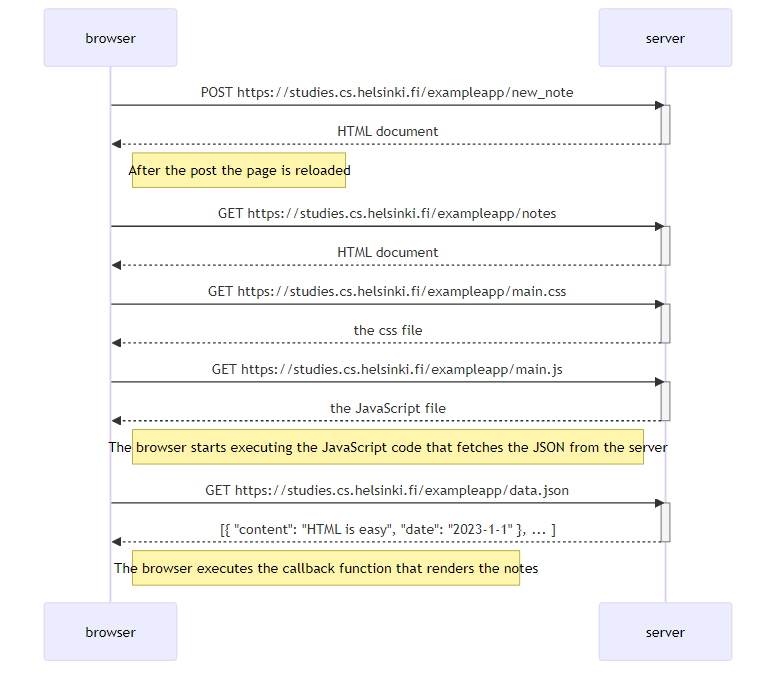 browser
server
POST https://studies.cs.helsinki.fi/exampleapp/new_note
HTML document
After the post the page is reloaded
GET https://studies.cs.helsinki.fi/exampleapp/notes
HTML document
GET https://studies.cs.helsinki.fi/exampleapp/main.css
the css file
GET https://studies.cs.helsinki.fi/exampleapp/main.js
the JavaScript file
The browser starts executing the JavaScript code that fetches the JSON from the server
GET https://studies.cs.helsinki.fi/exampleapp/data.json
[{ "content": "HTML is easy", "date": "2023-1-1" }, ... ]
The browser executes the callback function that renders the notes
browser
server